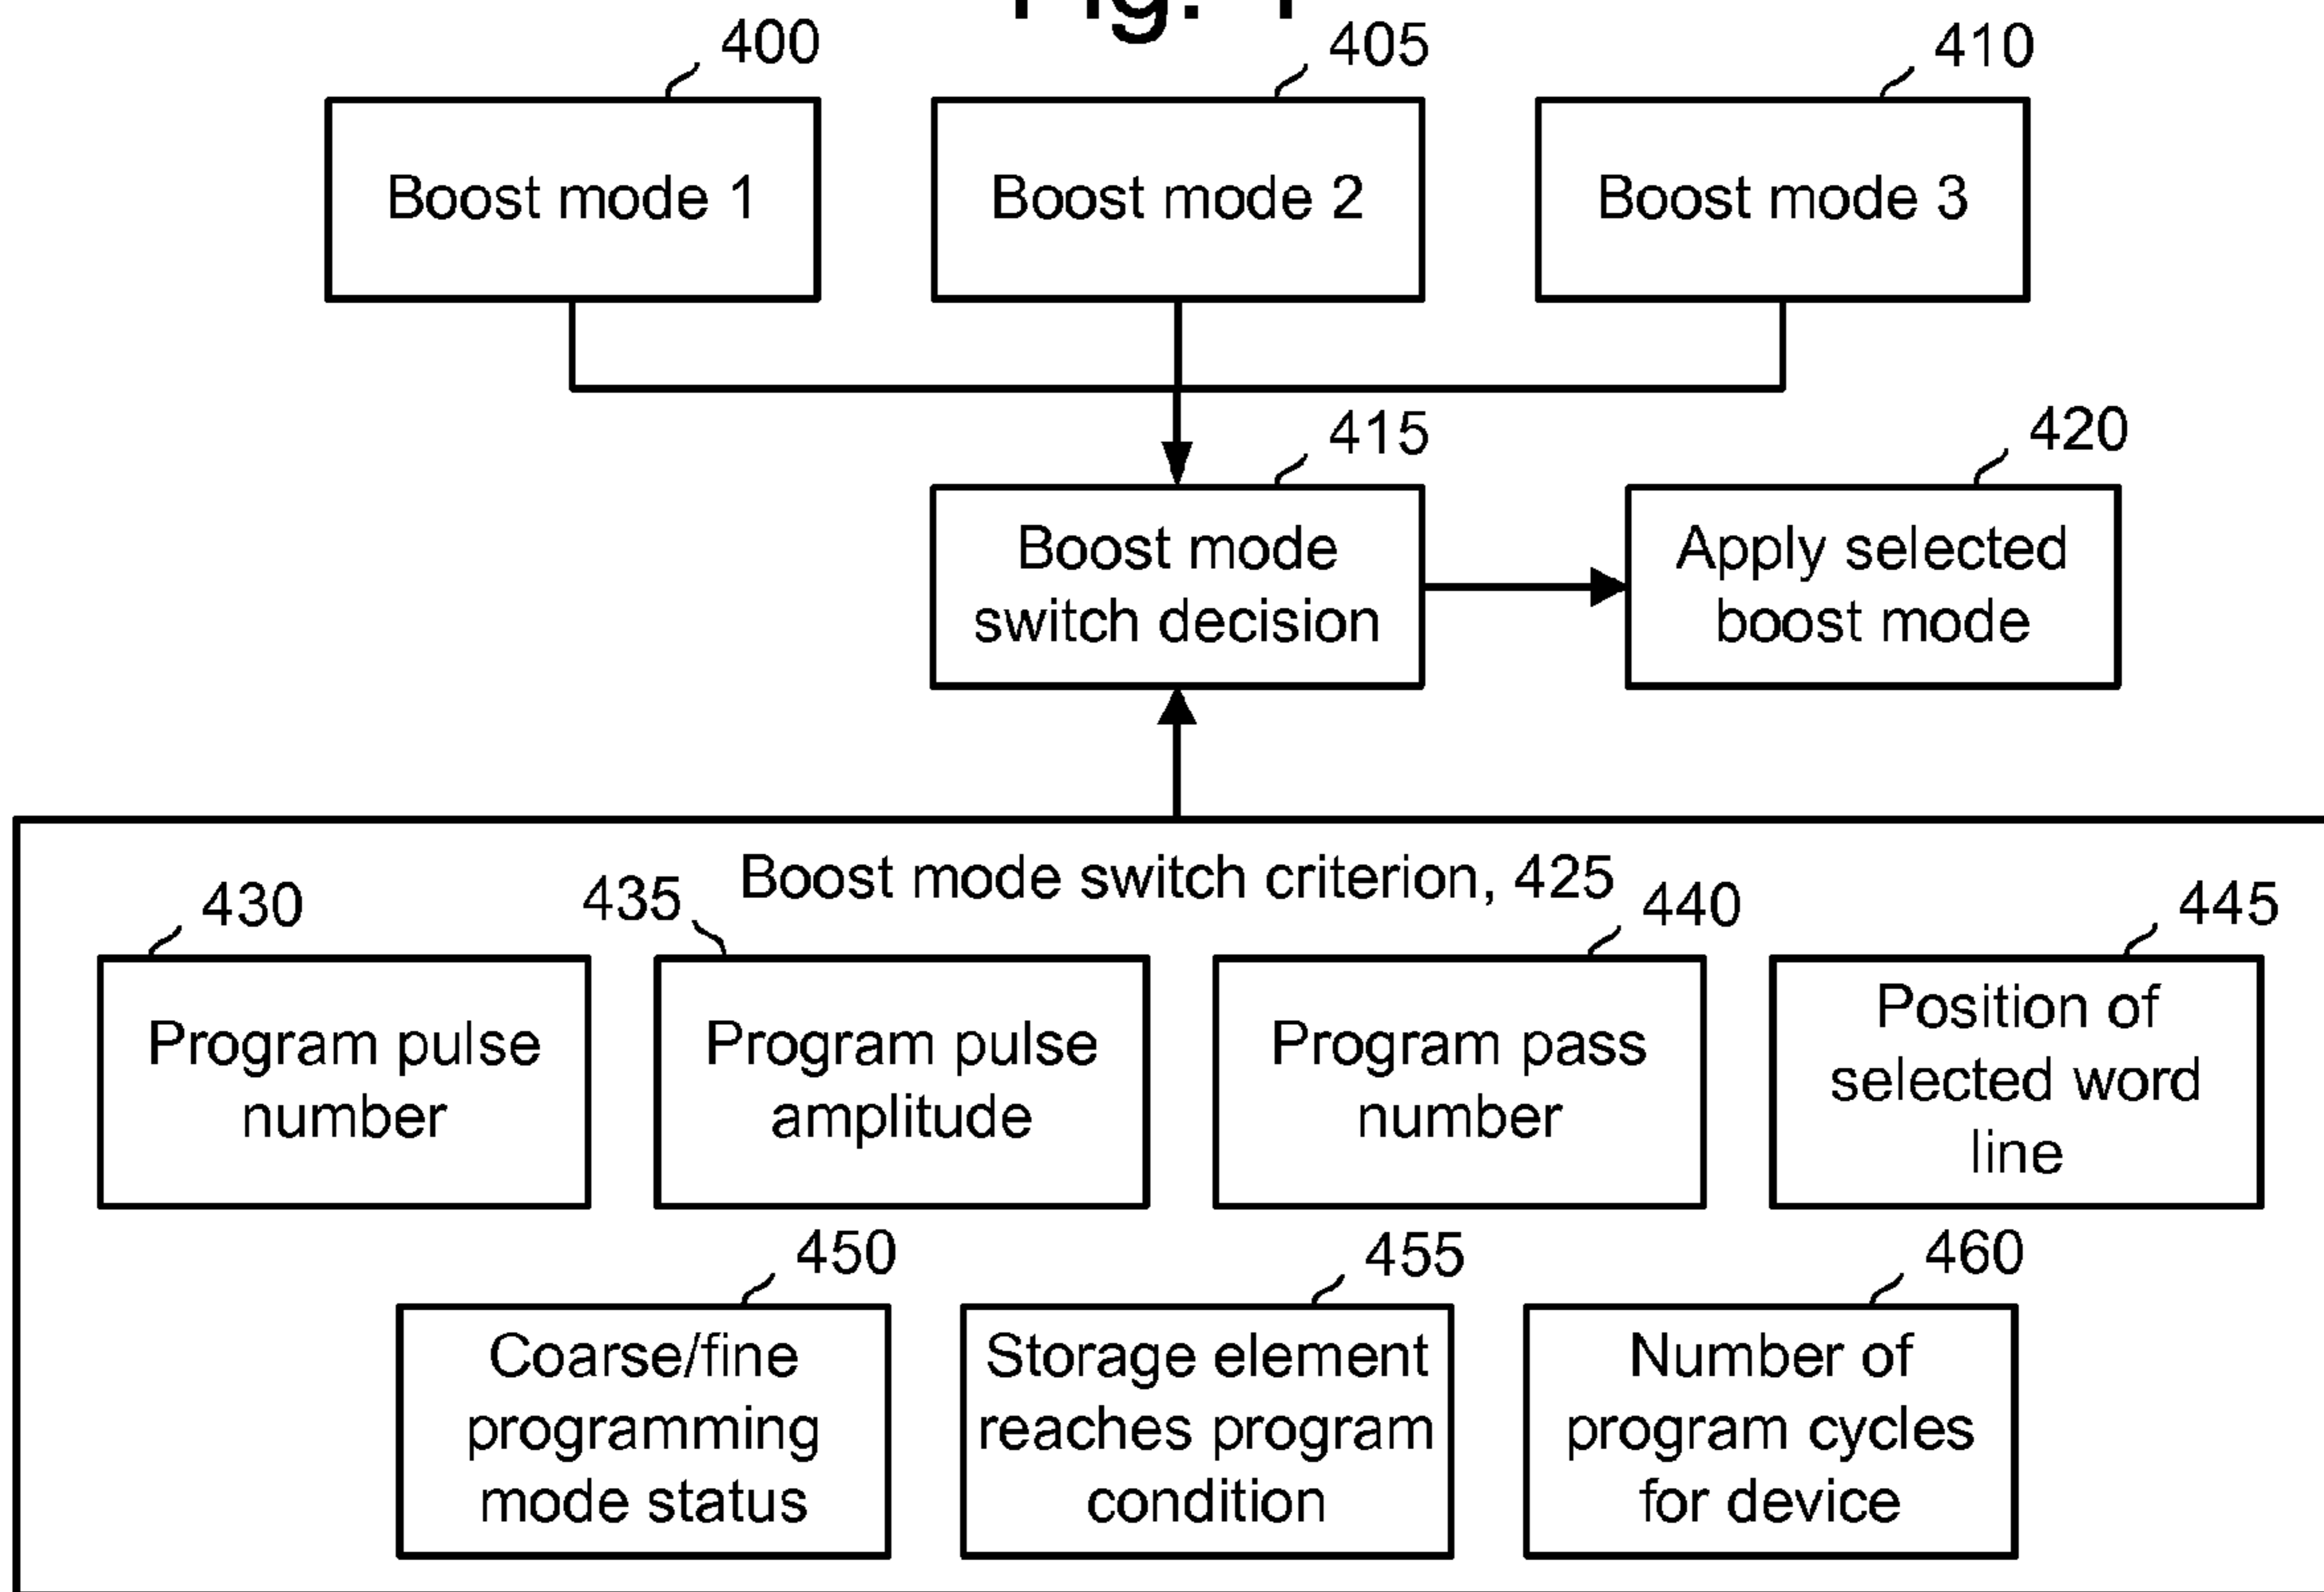 400
405
410
Boost mode 1
Boost mode 2
Boost mode 3
415
420
Boost mode
switch decision
Apply selected
boost mode
Boost mode switch criterion, 425
430
435
440
445
Program pulse
number
Program pulse
amplitude
Program pass
number
Position of
selected word
line
450
455
460
Coarse/fine
programming
mode status
Storage element
reaches program
condition
Number of
program cycles
for device